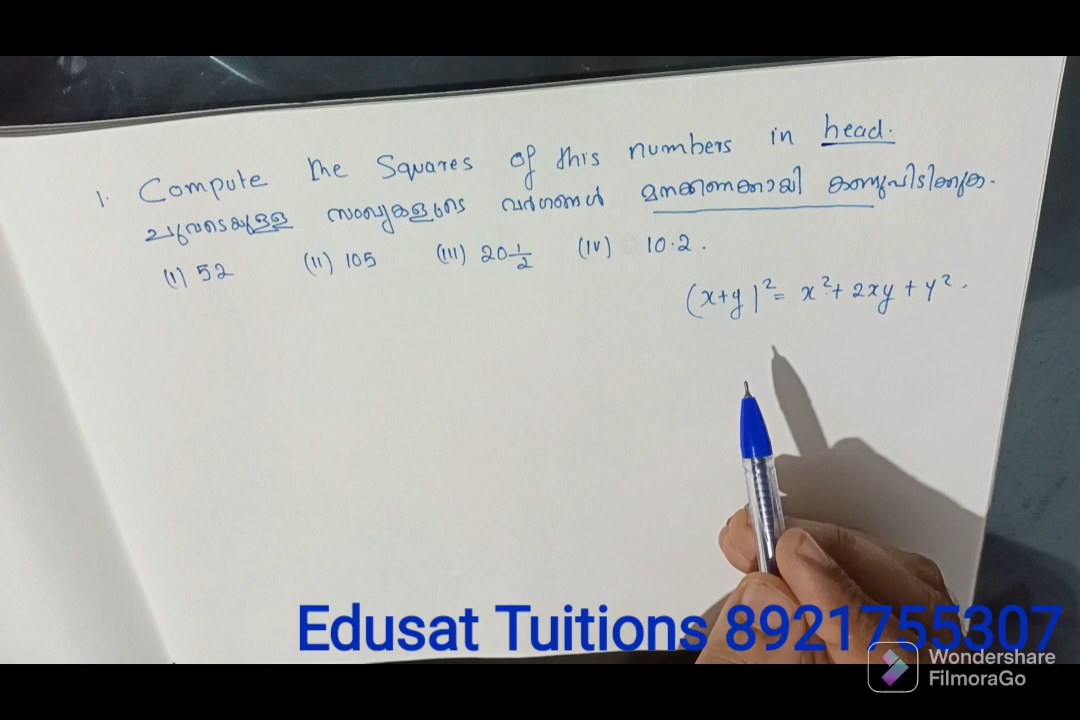 1. Compute the Squares of this numbers in head.
ചുവടെയുള്ള സംഖ്യകളുടെ വർഗങ്ങൾ മനക്കണക്കായി കണ്ടുപിടിക്കുക.
(I) 52 (II) 105 (III) 20 1/2 (IV) 10.2.
(x+y)² = x² + 2xy + y².
Edusat Tuitions 8921755307
Wondershare
FilmoraGo